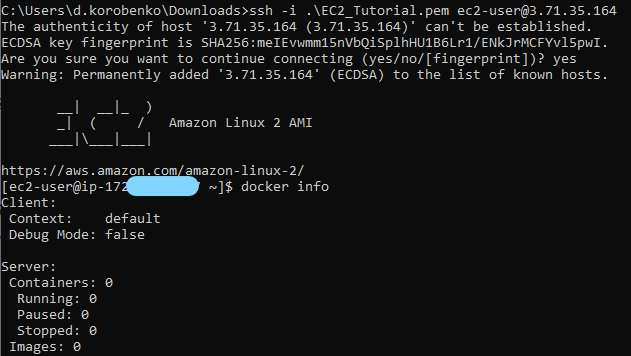 C:\Users\d.korobenko\Downloads>ssh -i .\EC2_Tutorial.pem ec2-user@3.71.35.164
The authenticity of host '3.71.35.164 (3.71.35.164)' can't be established.
ECDSA key fingerprint is SHA256:meIEvwmm15nVbQiSplhHU1B6Lr1/ENkJrMCFYvl5pwI.
Are you sure you want to continue connecting (yes/no/[fingerprint])? yes
Warning: Permanently added '3.71.35.164' (ECDSA) to the list of known hosts.
__|  __|_  )
_|  (     /   Amazon Linux 2 AMI
___|\___|___|
https://aws.amazon.com/amazon-linux-2/
[ec2-user@ip-172 ~]$ docker info
Client:
Context:    default
Debug Mode: false
Server:
Containers: 0
Running: 0
Paused: 0
Stopped: 0
Images: 0